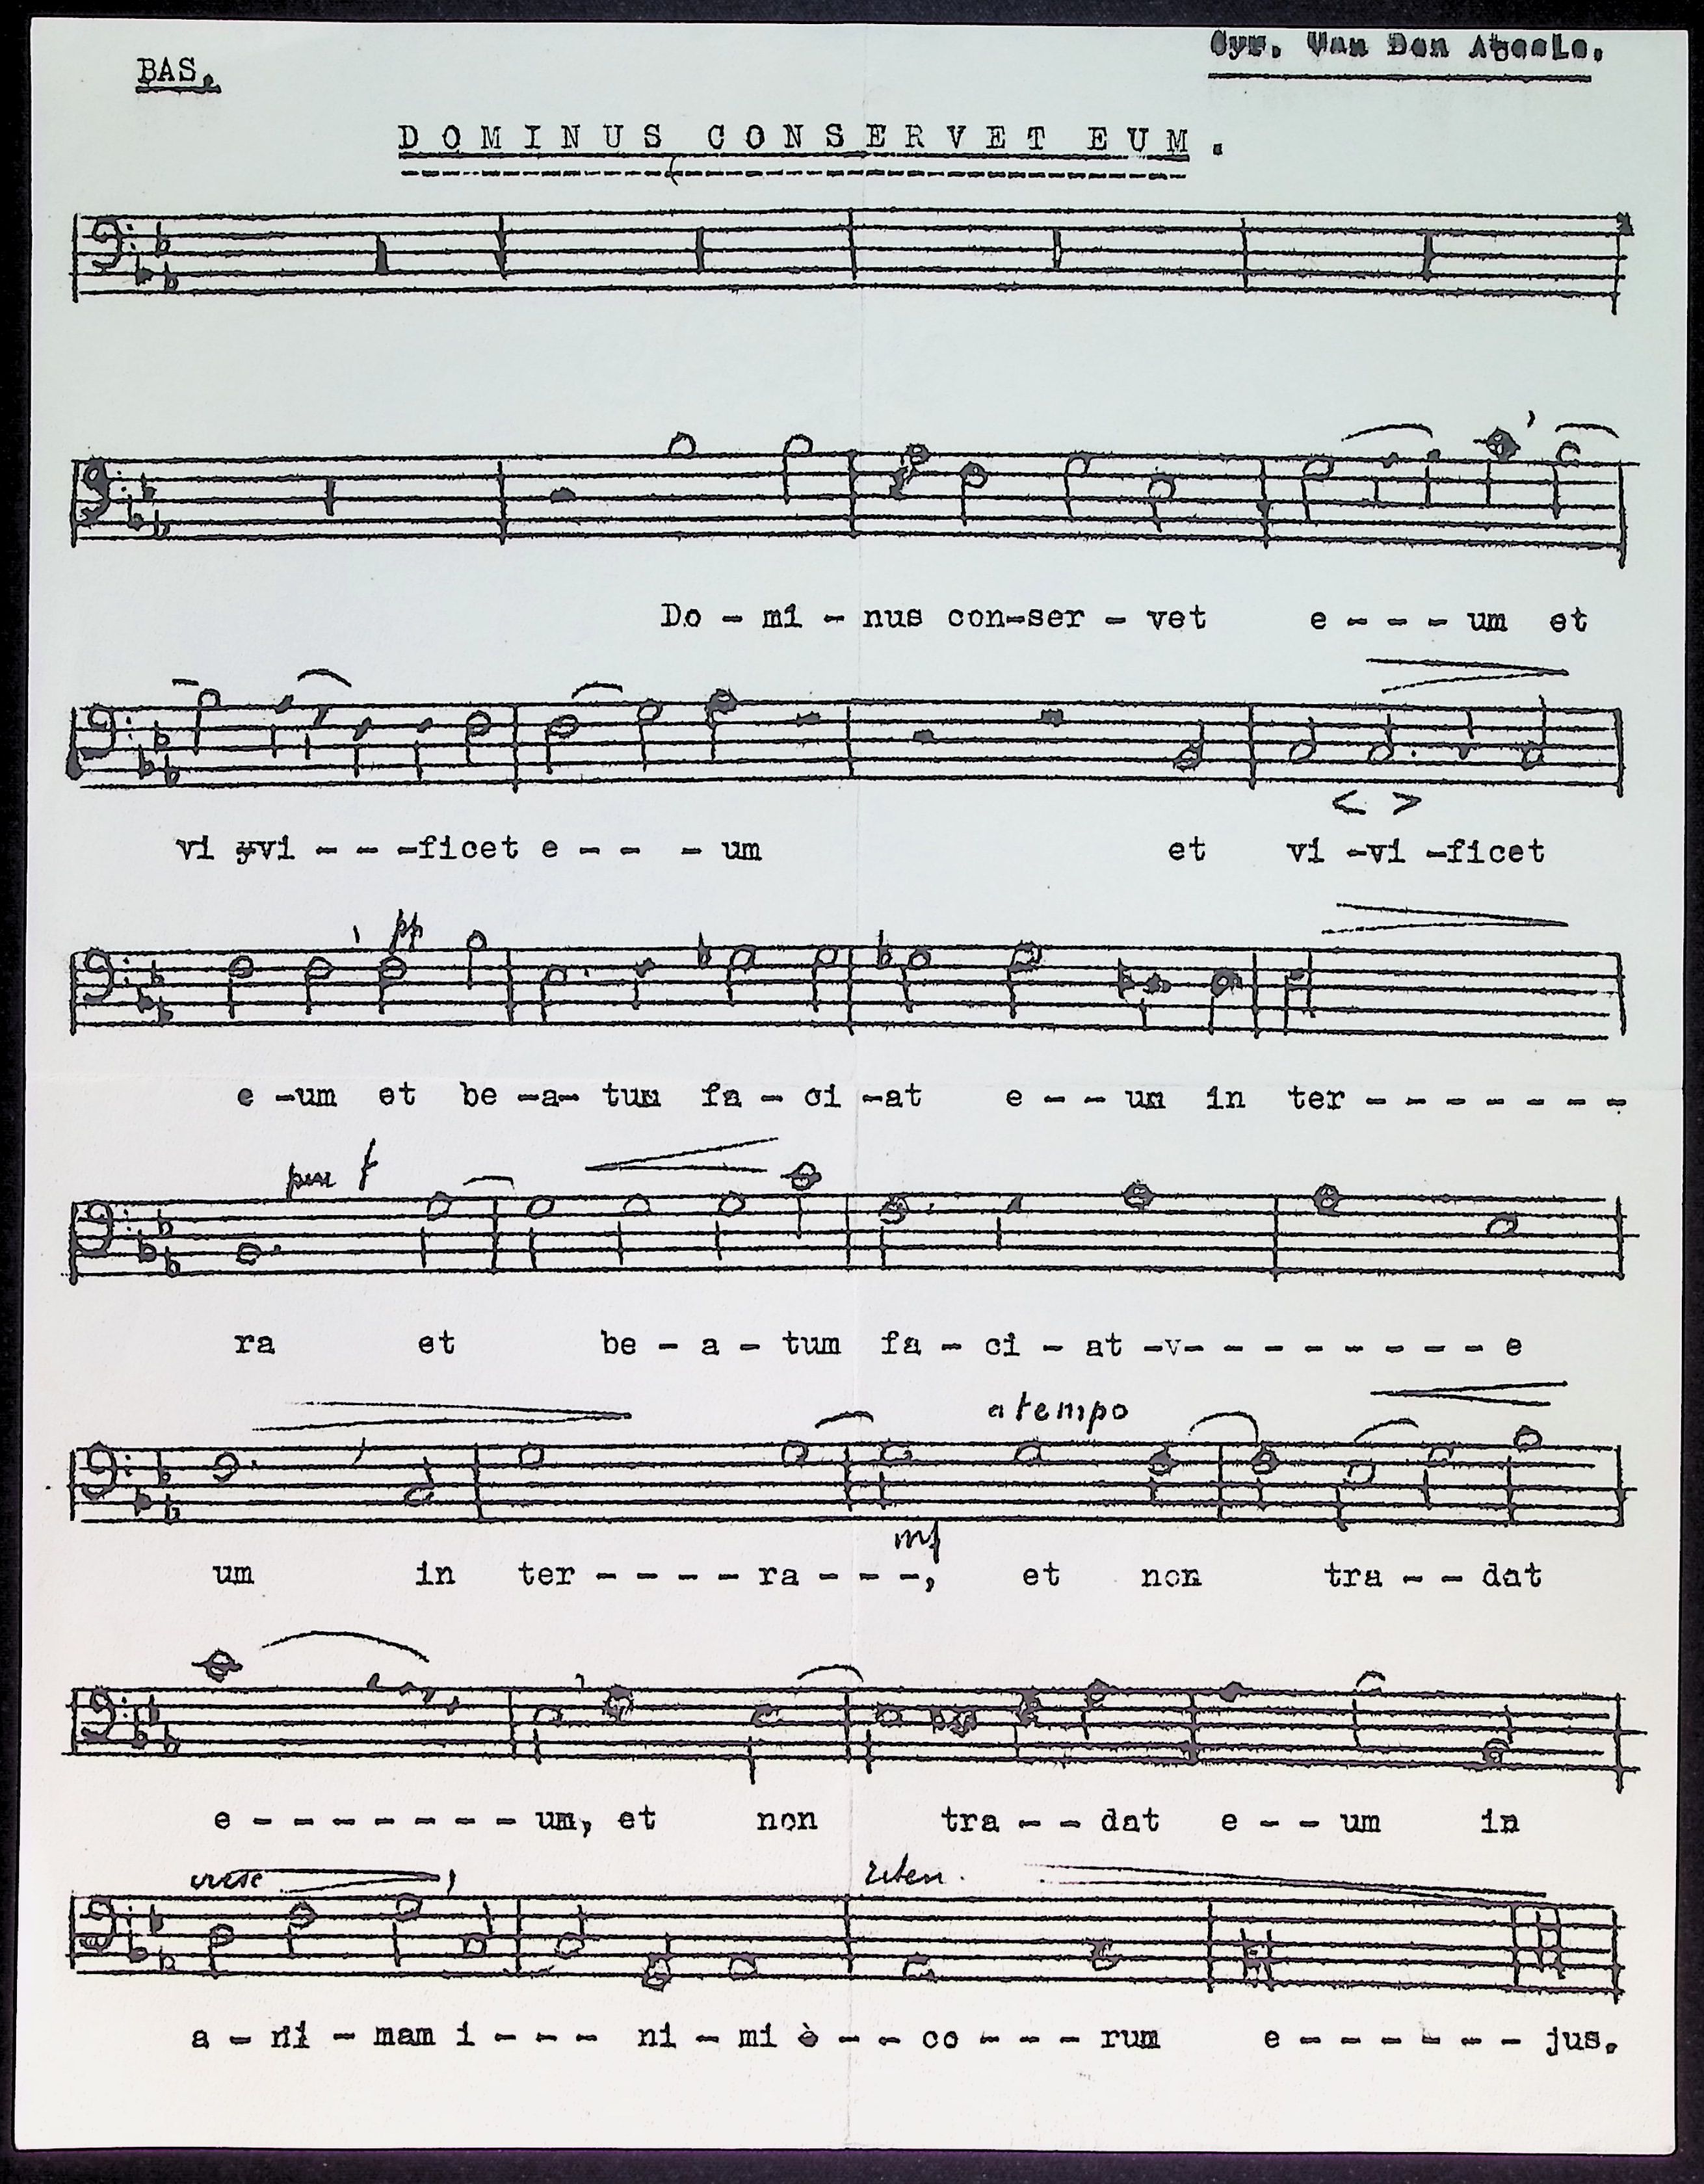 BAS.
Cyr. Van Den Abeele.
DOMINUS CONSERVET EUM.
Do - mi - nus con-ser - vet e - - - - um et
vi -vi - - - -ficet e - - - - um et vi -vi -ficet
pp
e -um et be -a- tum fa - ci -at e - - - um in ter - - - - - - -
f
ra et be - a - tum fa - ci - at -v- - - - - - - - - e
a tempo
mf
um in ter - - - - - ra - - - -, et non tra - - - dat
e - - - - - - - - um, et non tra - - - dat e - - - um in
cresc
riten.
a - ni - mam i - - - - ni - mi è - - - co - - - - rum e - - - - - - - jus.